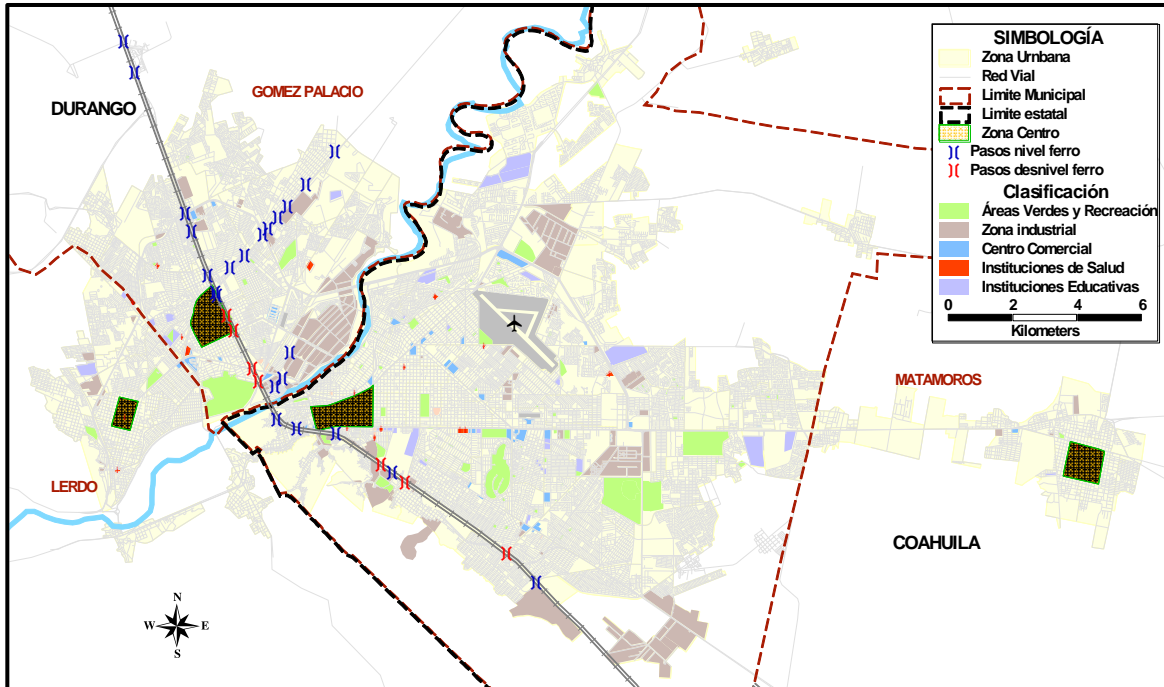 GOMEZ PALACIO
DURANGO
LERDO
MATAMOROS
COAHUILA
N
W E
S
SIMBOLOGÍA
Zona Urnbana
Red Vial
Limite Municipal
Limite estatal
Zona Centro
Pasos nivel ferro
Pasos desnivel ferro
Clasificación
Áreas Verdes y Recreación
Zona industrial
Centro Comercial
Instituciones de Salud
Instituciones Educativas
0 2 4 6
Kilometers